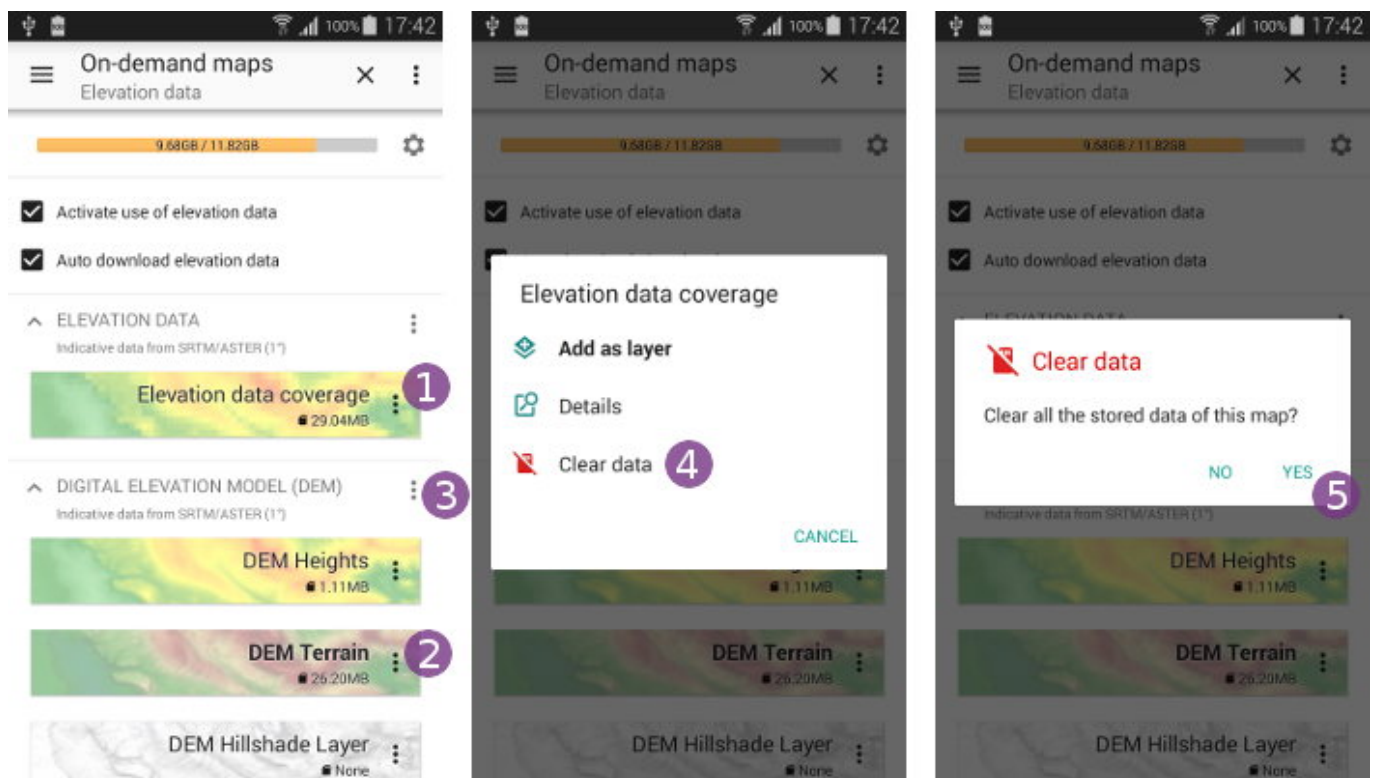 100% 17:42
On-demand maps
Elevation data
9.68GB / 11.82GB
Activate use of elevation data
Auto download elevation data
ELEVATION DATA
Indicative data from SRTM/ASTER (1")
Elevation data coverage
29.04MB
1
DIGITAL ELEVATION MODEL (DEM)
3
Indicative data from SRTM/ASTER (1")
DEM Heights
1.11MB
DEM Terrain
26.20MB
2
DEM Hillshade Layer
None
100% 17:42
On-demand maps
Elevation data
9.68GB / 11.82GB
Activate use of elevation data
Elevation data coverage
Add as layer
Details
Clear data
4
CANCEL
1.11MB
DEM Terrain
26.20MB
DEM Hillshade Layer
None
100% 17:42
On-demand maps
Elevation data
9.68GB / 11.82GB
Activate use of elevation data
Auto download elevation data
ELEVATION DATA
Clear data
Clear all the stored data of this map?
NO YES
5
Indicative data from SRTM/ASTER (1")
DEM Heights
1.11MB
DEM Terrain
26.20MB
DEM Hillshade Layer
None